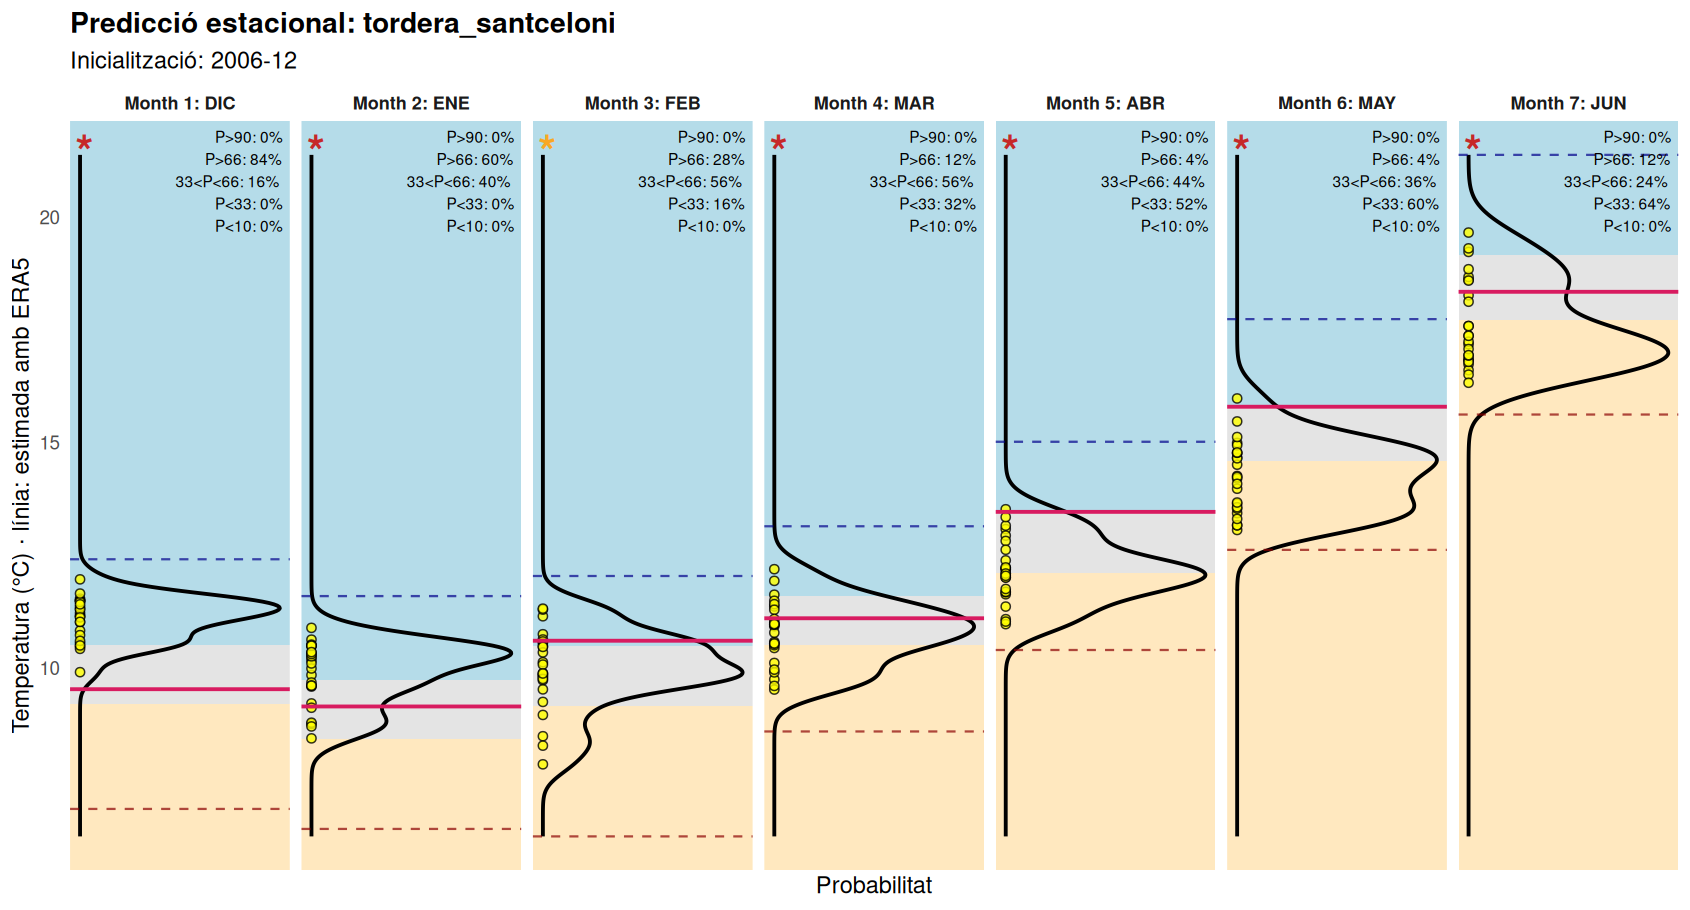 Predicció estacional: tordera_santceloni
Inicialització: 2006-12
Month 1: DIC
P>90: 0%
P>66: 84%
33<P<66: 16%
P<33: 0%
P<10: 0%
Month 2: ENE
P>90: 0%
P>66: 60%
33<P<66: 40%
P<33: 0%
P<10: 0%
Month 3: FEB
P>90: 0%
P>66: 28%
33<P<66: 56%
P<33: 16%
P<10: 0%
Month 4: MAR
P>90: 0%
P>66: 12%
33<P<66: 56%
P<33: 32%
P<10: 0%
Month 5: ABR
P>90: 0%
P>66: 4%
33<P<66: 44%
P<33: 52%
P<10: 0%
Month 6: MAY
P>90: 0%
P>66: 4%
33<P<66: 36%
P<33: 60%
P<10: 0%
Month 7: JUN
P>90: 0%
P>66: 12%
33<P<66: 24%
P<33: 64%
P<10: 0%
20
15
10
Temperatura (°C) · línia: estimada amb ERA5
Probabilitat